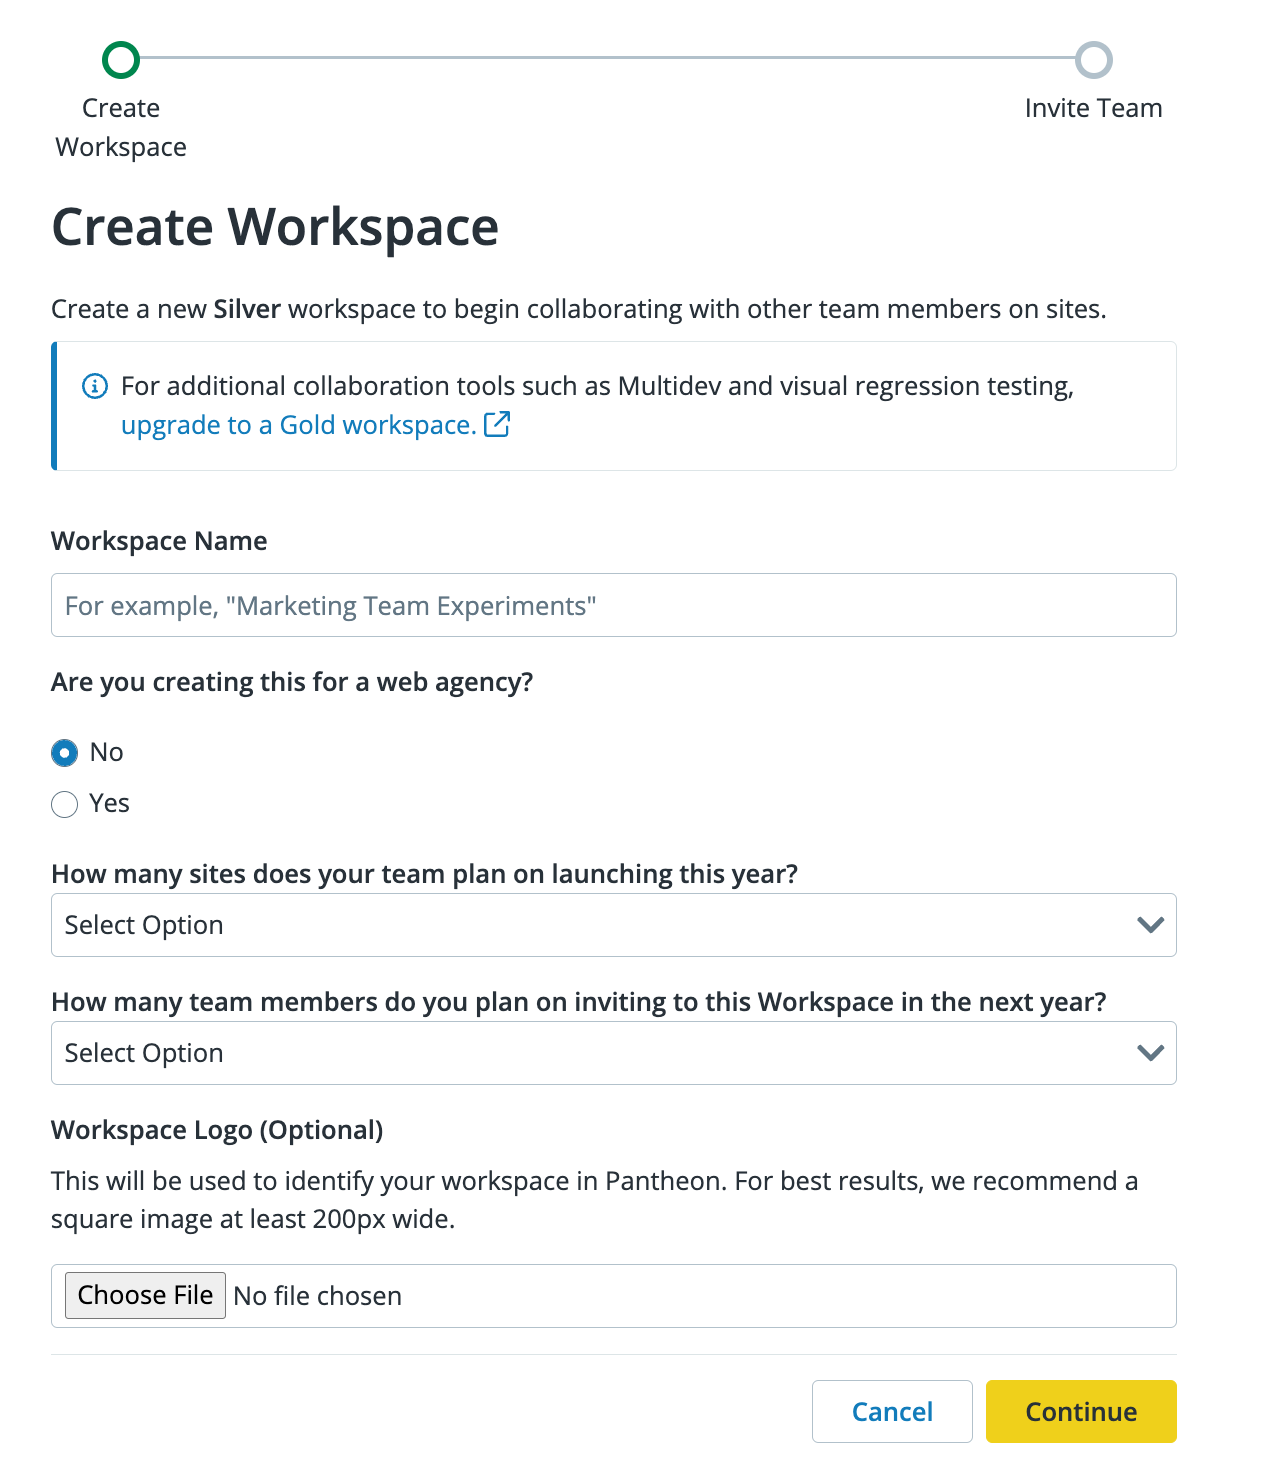 Create
Workspace
Invite Team
Create Workspace
Create a new Silver workspace to begin collaborating with other team members on sites.
For additional collaboration tools such as Multidev and visual regression testing,
upgrade to a Gold workspace.
Workspace Name
For example, "Marketing Team Experiments"
Are you creating this for a web agency?
No
Yes
How many sites does your team plan on launching this year?
Select Option
How many team members do you plan on inviting to this Workspace in the next year?
Select Option
Workspace Logo (Optional)
This will be used to identify your workspace in Pantheon. For best results, we recommend a
square image at least 200px wide.
Choose File No file chosen
Cancel Continue